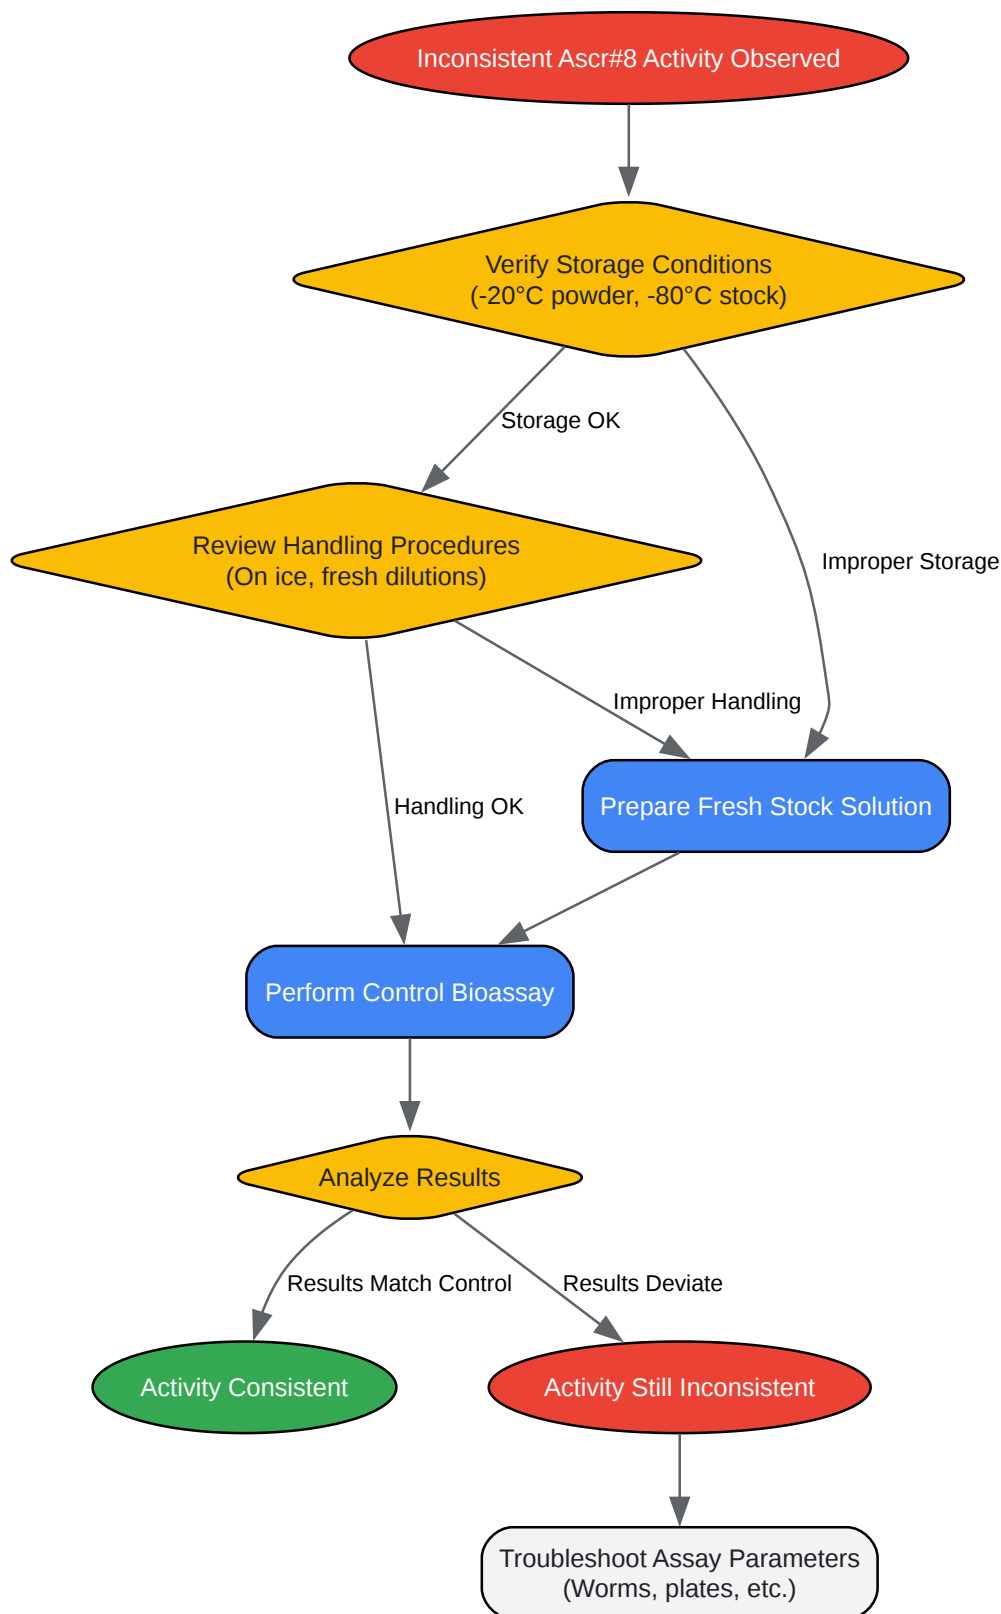 Inconsistent Ascr#8 Activity Observed
Verify Storage Conditions
(-20°C powder, -80°C stock)
Storage OK
Review Handling Procedures
(On ice, fresh dilutions)
Improper Storage
Improper Handling
Prepare Fresh Stock Solution
Handling OK
Perform Control Bioassay
Analyze Results
Results Match Control
Results Deviate
Activity Consistent
Activity Still Inconsistent
Troubleshoot Assay Parameters
(Worms, plates, etc.)